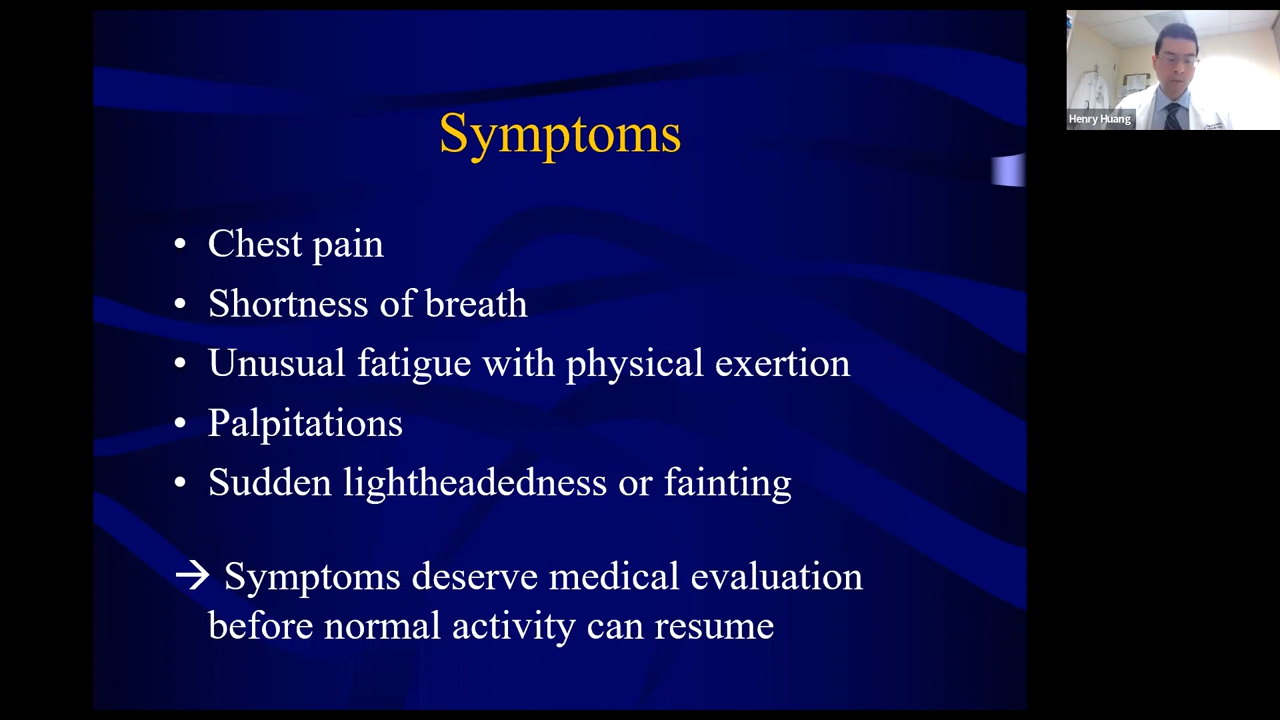 Symptoms
• Chest pain
• Shortness of breath
• Unusual fatigue with physical exertion
• Palpitations
• Sudden lightheadedness or fainting
→ Symptoms deserve medical evaluation
before normal activity can resume
Henry Huang